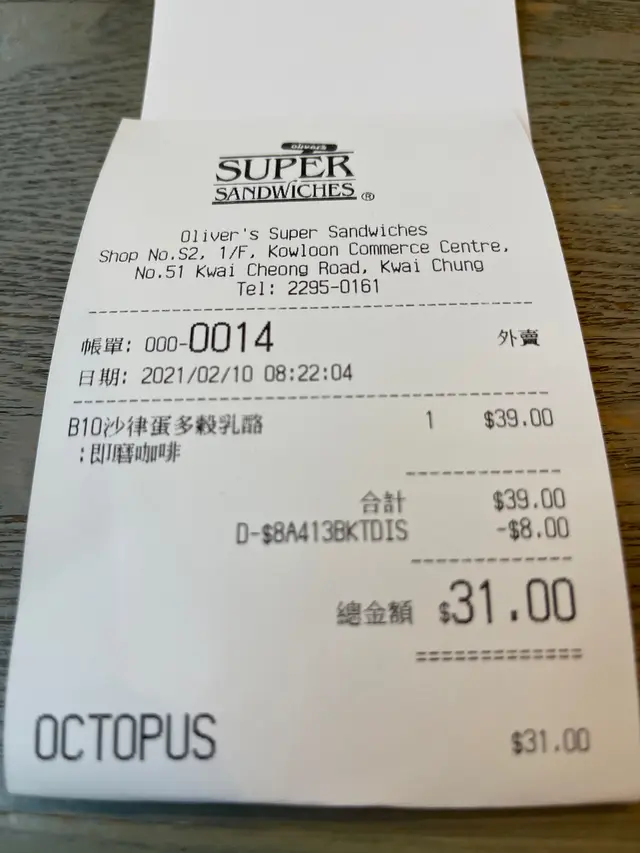 oliver's
SUPER
SANDWICHES ®
Oliver's Super Sandwiches
Shop No.S2, 1/F, Kowloon Commerce Centre,
No.51 Kwai Cheong Road, Kwai Chung
Tel: 2295-0161
帳單: 000-0014 外賣
日期: 2021/02/10 08:22:04
B10沙律蛋多穀乳酪 1 $39.00
:即磨咖啡
合計 $39.00
D-$8A413BKTDIS -$8.00
總金額 $31.00
OCTOPUS $31.00